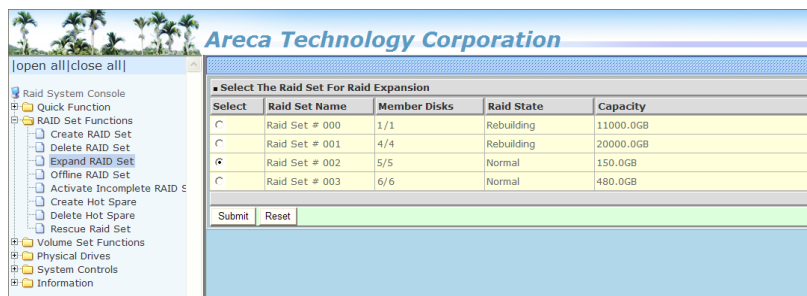 Areca Technology Corporation
|open all|close all|
Raid System Console
Quick Function
RAID Set Functions
Create RAID Set
Delete RAID Set
Expand RAID Set
Offline RAID Set
Activate Incomplete RAID S
Create Hot Spare
Delete Hot Spare
Rescue Raid Set
Volume Set Functions
Physical Drives
System Controls
Information
Select The Raid Set For Raid Expansion
Select Raid Set Name Member Disks Raid State Capacity
Raid Set # 000 1/1 Rebuilding 11000.0GB
Raid Set # 001 4/4 Rebuilding 20000.0GB
Raid Set # 002 5/5 Normal 150.0GB
Raid Set # 003 6/6 Normal 480.0GB
Submit Reset